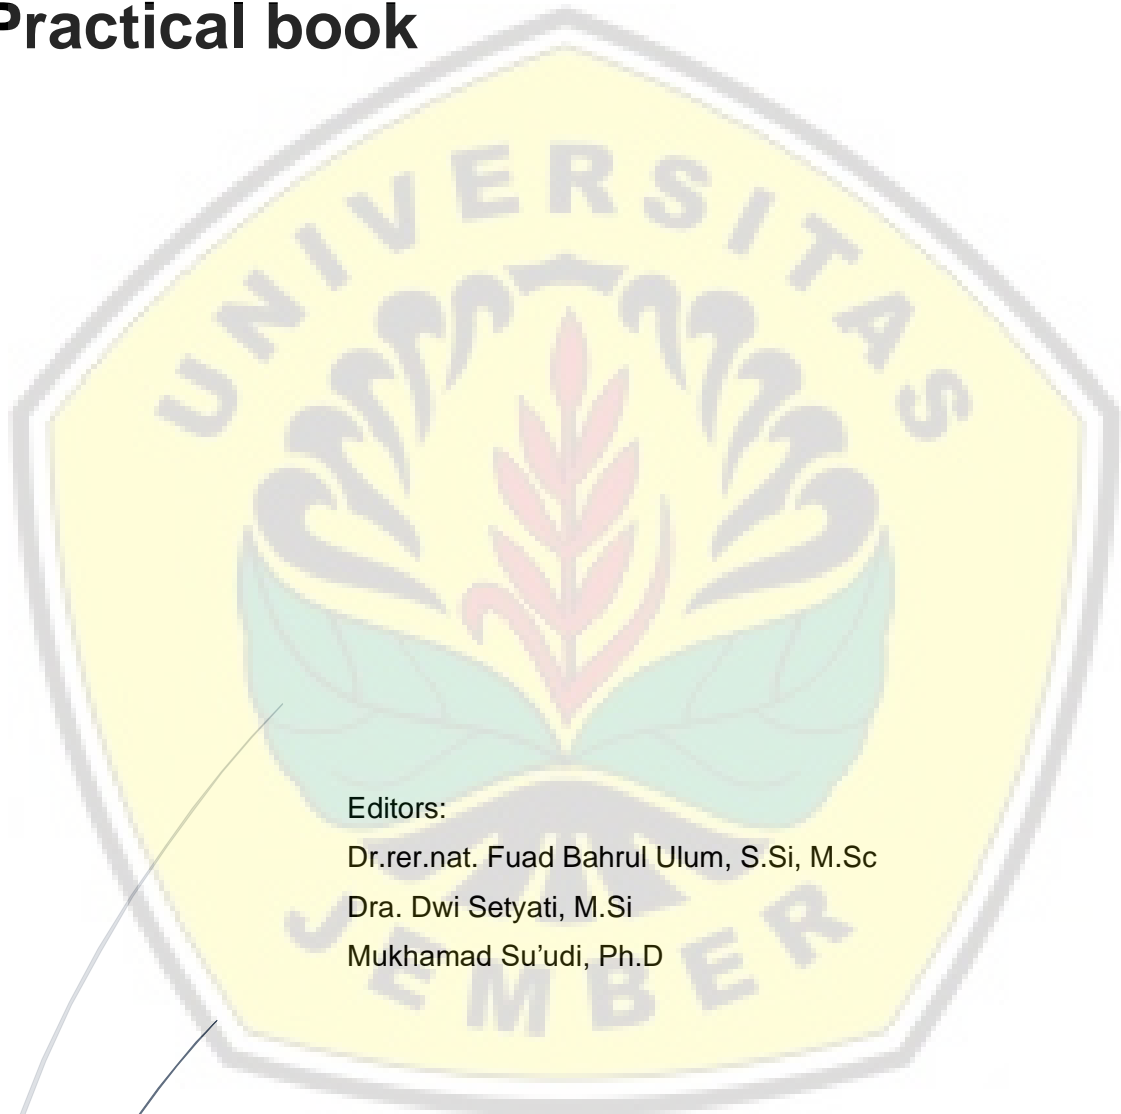 Practical book
UNIVERSITAS
Editors:
Dr.rer.nat. Fuad Bahrul Ulum, S.Si, M.Sc
Dra. Dwi Setyati, M.Si
Mukhamad Su’udi, Ph.D
JEMBER